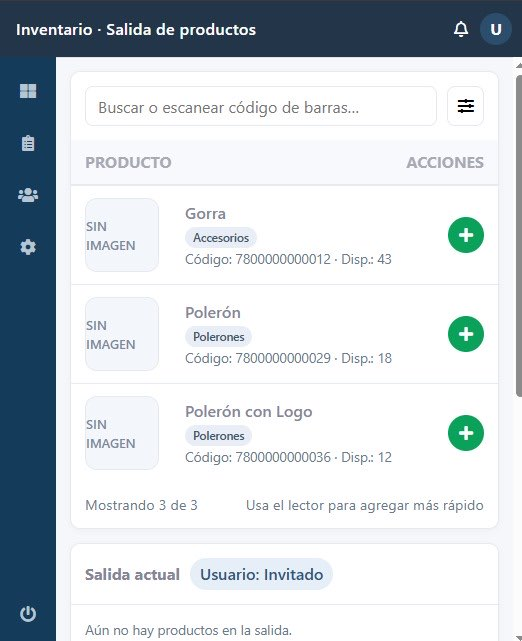 Inventario · Salida de productos
U
Buscar o escanear código de barras...
PRODUCTO
ACCIONES
SIN
IMAGEN
Gorra
Accesorios
Código: 7800000000012 · Disp.: 43
SIN
IMAGEN
Polerón
Polerones
Código: 7800000000029 · Disp.: 18
SIN
IMAGEN
Polerón con Logo
Polerones
Código: 7800000000036 · Disp.: 12
Mostrando 3 de 3
Usa el lector para agregar más rápido
Salida actual
Usuario: Invitado
Aún no hay productos en la salida.